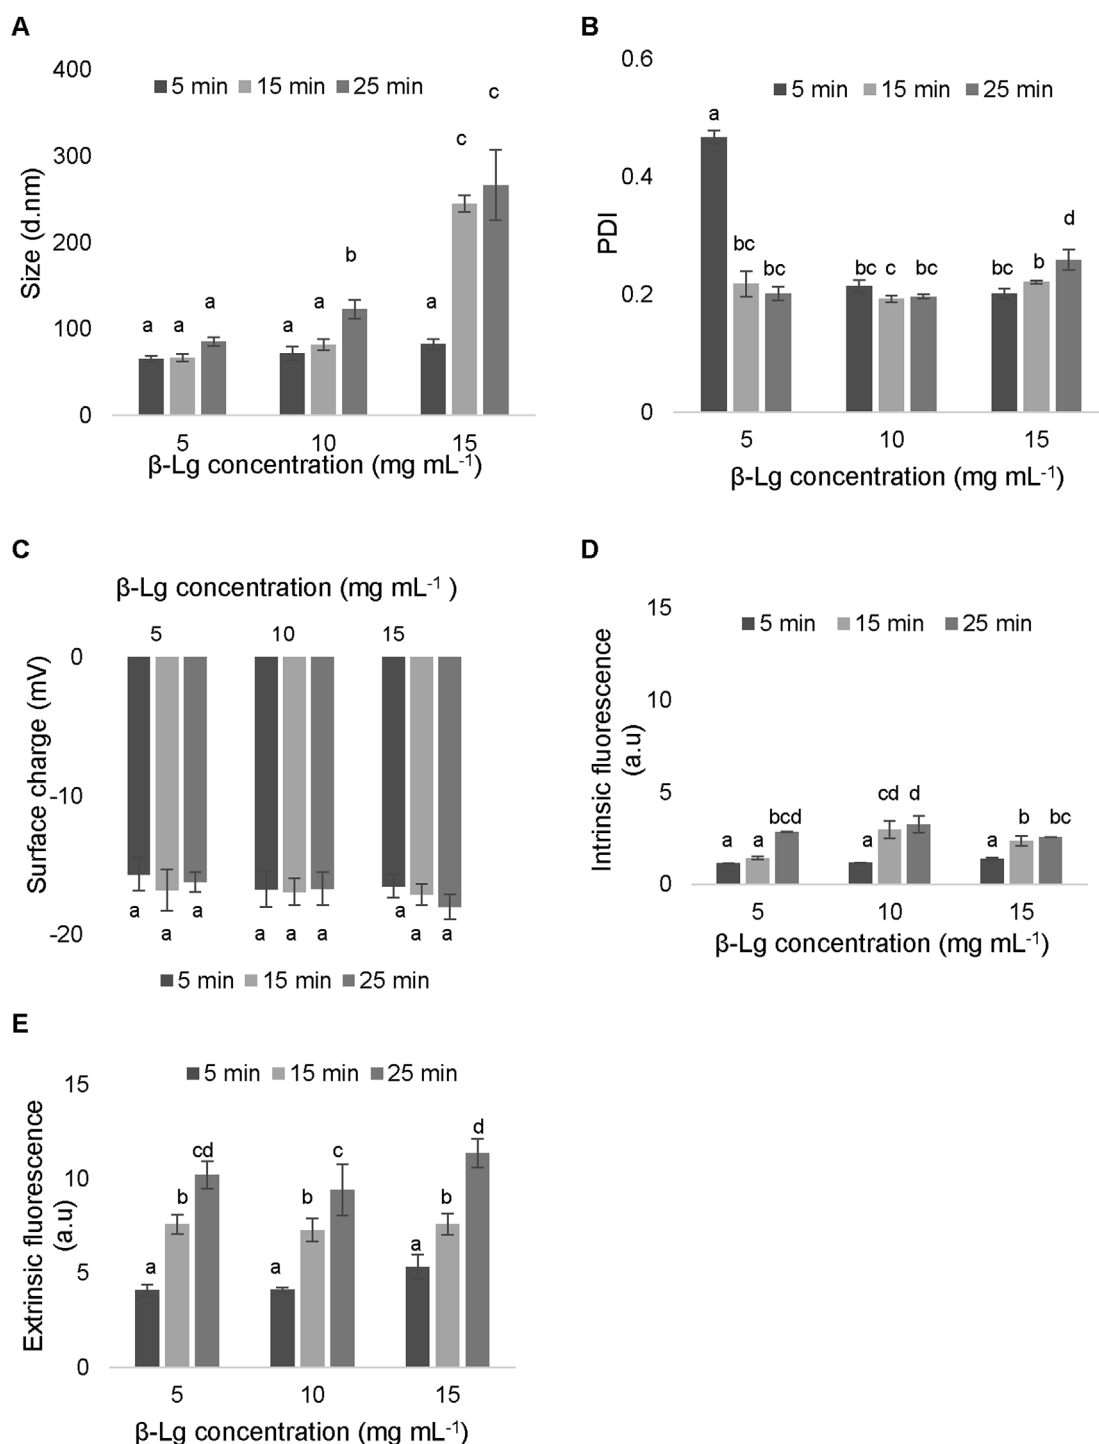 A
400
5 min 15 min 25 min
c
c
300
Size (d.nm)
200
b
a a a
a a
a
100
0
5 10 15
β-Lg concentration (mg mL-1)
B
0.6
5 min 15 min 25 min
a
0.4
PDI
d
bc
bc
bc c bc
bc b
0.2
0
5 10 15
β-Lg concentration (mg mL-1)
C
β-Lg concentration (mg mL-1 )
5 10 15
0
Surface charge (mV)
-10
a a a
a a a a a a
-20
5 min 15 min 25 min
D
15
5 min 15 min 25 min
Intrinsic fluorescence
(a.u)
10
5
bcd
cd d
b bc
a a a a
0
5 10 15
β-Lg concentration (mg mL-1)
E
15
5 min 15 min 25 min
Extrinsic fluorescence
(a.u)
d
cd c
10
b b b
a
a a
5
0
5 10 15
β-Lg concentration (mg mL-1)